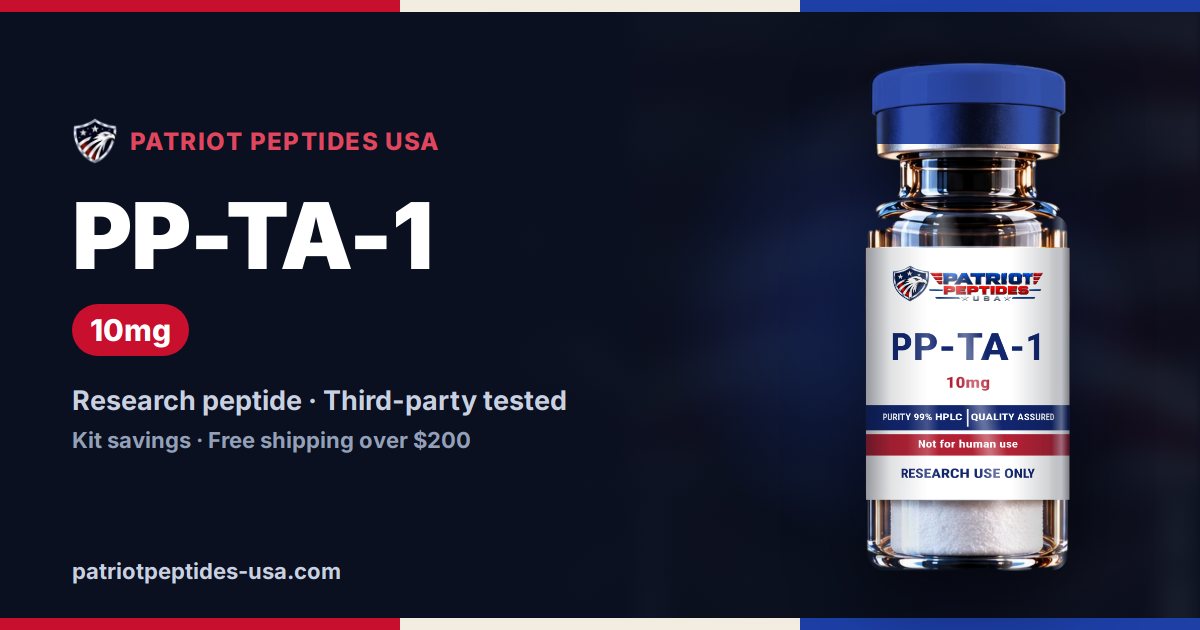 PATRIOT PEPTIDES USA
PP-TA-1
10mg
Research peptide · Third-party tested
Kit savings · Free shipping over $200
patriotpeptides-usa.com
PATRIOT
PEPTIDES
USA
PP-TA-1
10mg
PURITY 99% HPLC | QUALITY ASSURED
Not for human use
RESEARCH USE ONLY